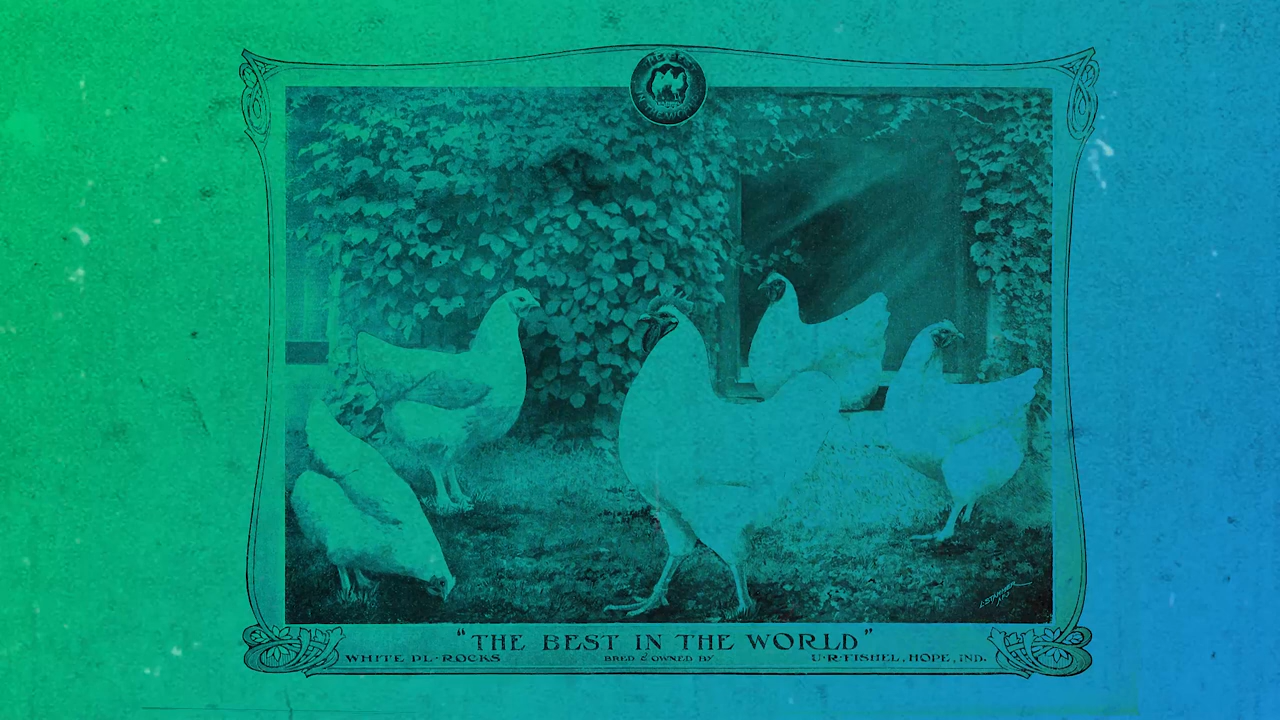 "THE BEST IN THE WORLD"
WHITE PL-ROCKS BRED & OWNED BY U·R·FISHEL, HOPE, IND.